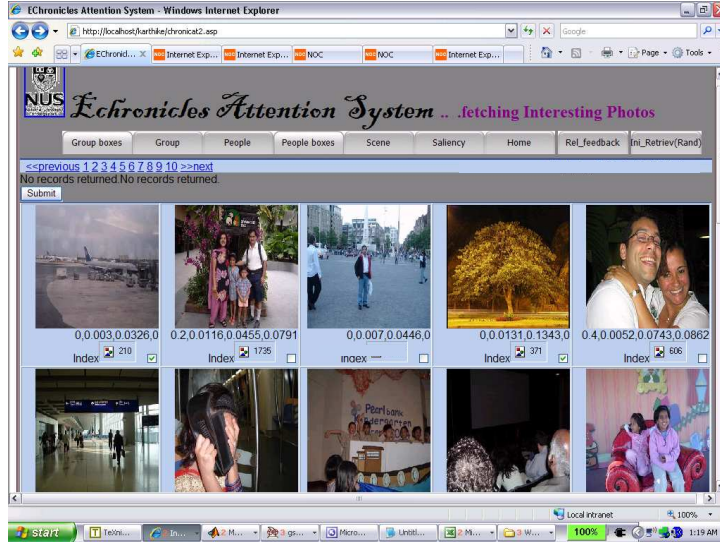 EChronicles Attention System - Windows Internet Explorer
http://localhost/karthike/chronicat2.asp
Google
EChronicl... X
Internet Exp...
Internet Exp...
NOC
NOC
Internet Exp...
Page
Tools
NUS
Echronicles Attention System .. .fetching Interesting Photos
Group boxes Group People People boxes Scene Saliency Home Rel_feedback Ini_Retriev(Rand)
<<previous 1 2 3 4 5 6 7 8 9 10 >>next
No records returned.No records returned.
Submit
0,0.003,0.0326,0 0.2,0.0116,0.0455,0.0791 0,0.007,0.0446,0 0,0.0131,0.1343,0 0.4,0.0052,0.0743,0.0862
Index 210 Index 1735 Index Index 371 Index 606
Pearlbank
Kindergarten
Local intranet 100%
start TeXni... In... 2 M... 3 gs... Micro... Untitl... 2 Mi... 3 W... 100% 1:19 AM